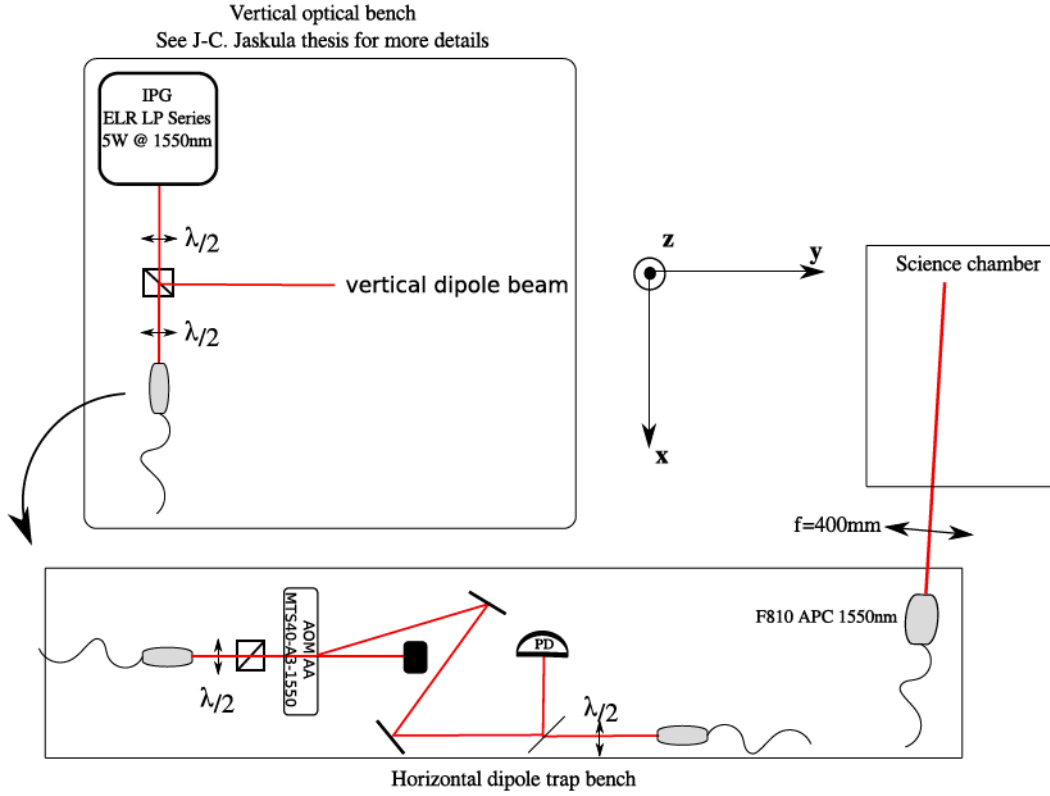 Vertical optical bench
See J-C. Jaskula thesis for more details
IPG
ELR LP Series
5W @ 1550nm
λ/2
vertical dipole beam
λ/2
z
y
x
Science chamber
f=400mm
F810 APC 1550nm
AOM AA
MTS40-A3-1550
λ/2
PD
λ/2
Horizontal dipole trap bench